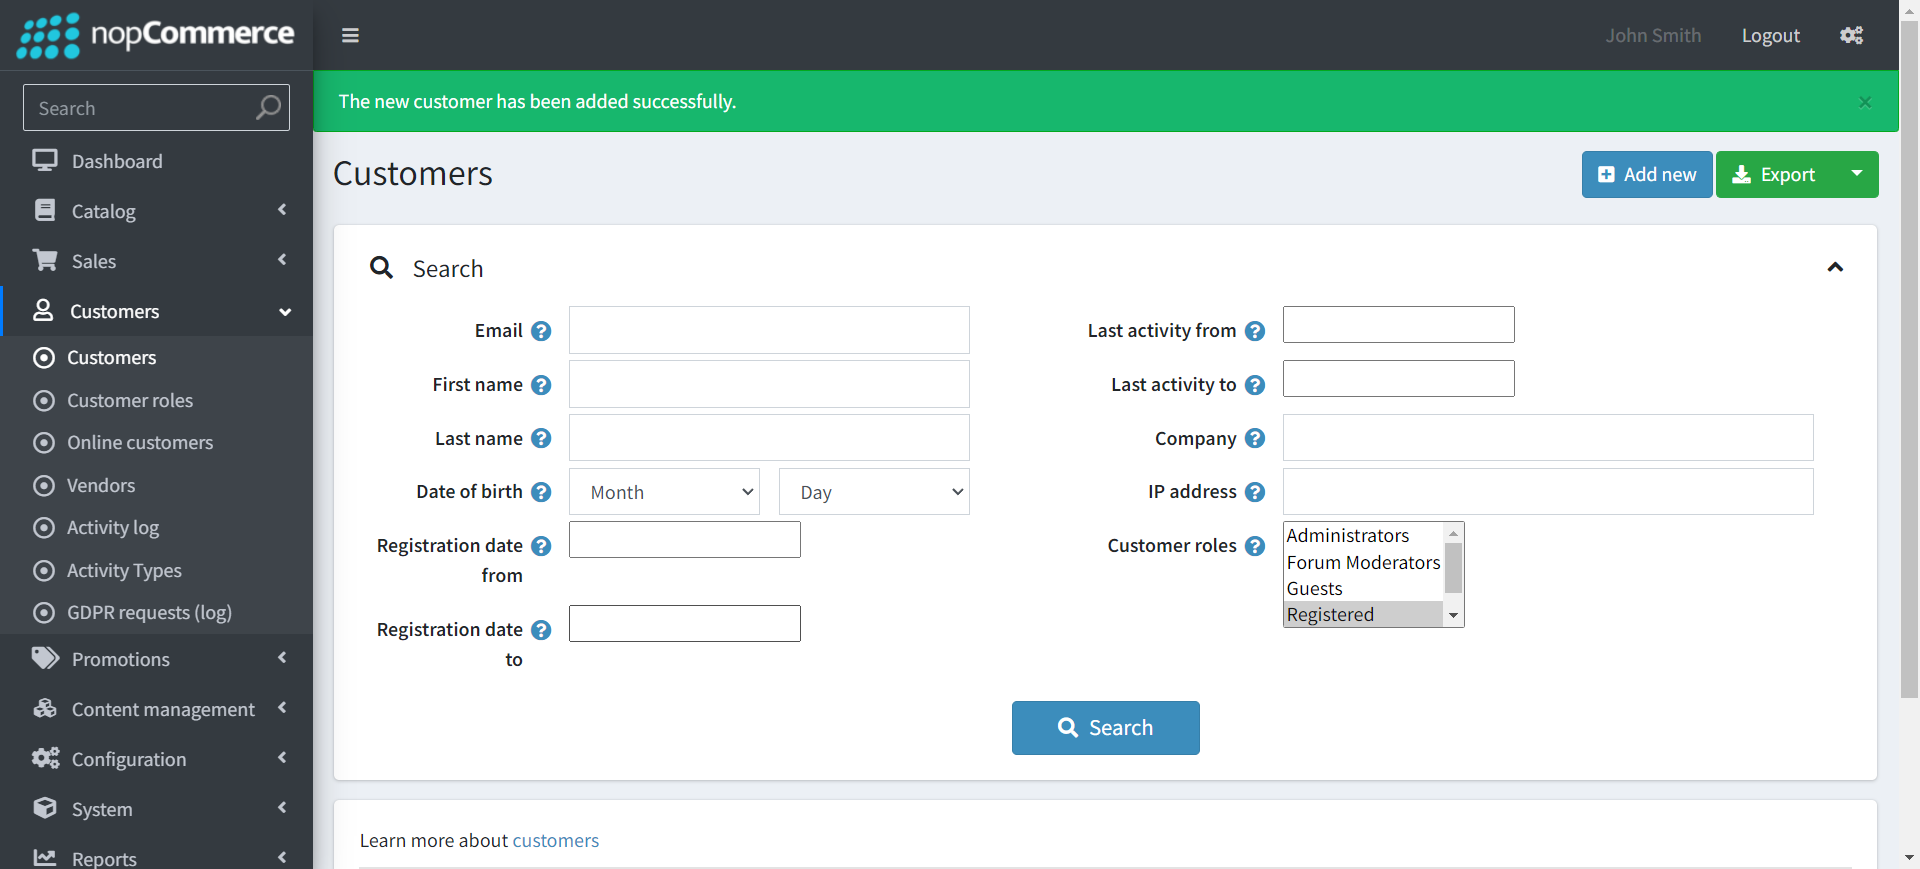 nopCommerce
John Smith
Logout
The new customer has been added successfully.
×
Search
Dashboard
Catalog
Sales
Customers
Customers
Customer roles
Online customers
Vendors
Activity log
Activity Types
GDPR requests (log)
Promotions
Content management
Configuration
System
Reports
Customers
Add new
Export
Search
Email ?
First name ?
Last name ?
Date of birth ?
Month
Day
Registration date ?
from
Registration date ?
to
Last activity from ?
Last activity to ?
Company ?
IP address ?
Customer roles ?
Administrators
Forum Moderators
Guests
Registered
Search
Learn more about customers